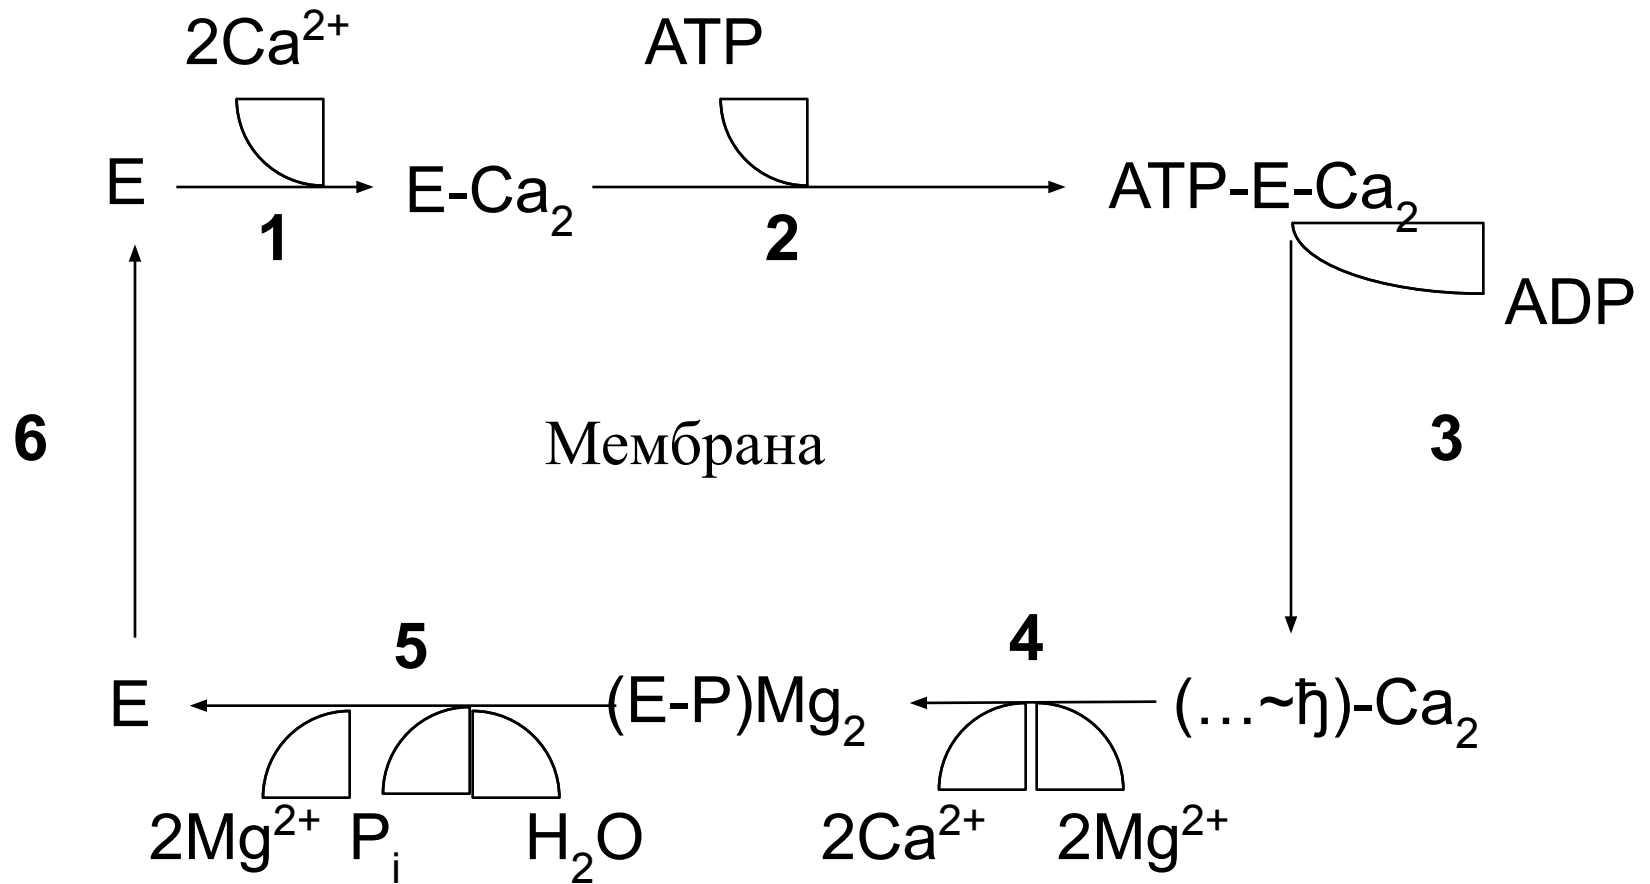 2Ca²⁺ ATP
E E-Ca₂ ATP-E-Ca₂
1 2
ADP
6 Мембрана 3
5 4
E (E-P)Mg₂ (…~ђ)-Ca₂
2Mg²⁺ Pᵢ H₂O 2Ca²⁺ 2Mg²⁺